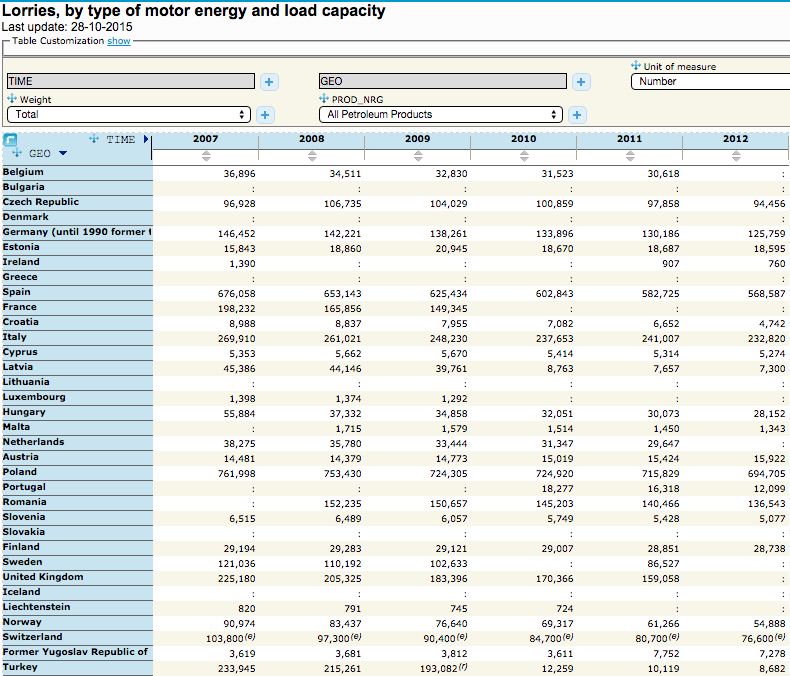 Lorries, by type of motor energy and load capacity
Last update: 28-10-2015
Table Customization show
Unit of measure
TIME + GEO + Number
Weight PROD_NRG
Total + All Petroleum Products +
TIME 2007 2008 2009 2010 2011 2012
GEO
Belgium 36,896 34,511 32,830 31,523 30,618 :
Bulgaria : : : : : :
Czech Republic 96,928 106,735 104,029 100,859 97,858 94,456
Denmark : : : : : :
Germany (until 1990 former t 146,452 142,221 138,261 133,896 130,186 125,759
Estonia 15,843 18,860 20,945 18,670 18,687 18,595
Ireland 1,390 : : : 907 760
Greece : : : : : :
Spain 676,058 653,143 625,434 602,843 582,725 568,587
France 198,232 165,856 149,345 : : :
Croatia 8,988 8,837 7,955 7,082 6,652 4,742
Italy 269,910 261,021 248,230 237,653 241,007 232,820
Cyprus 5,353 5,662 5,670 5,414 5,314 5,274
Latvia 45,386 44,146 39,761 8,763 7,657 7,300
Lithuania : : : : : :
Luxembourg 1,398 1,374 1,292 : : :
Hungary 55,884 37,332 34,858 32,051 30,073 28,152
Malta : 1,715 1,579 1,514 1,450 1,343
Netherlands 38,275 35,780 33,444 31,347 29,647 :
Austria 14,481 14,379 14,773 15,019 15,424 15,922
Poland 761,998 753,430 724,305 724,920 715,829 694,705
Portugal : : : 18,277 16,318 12,099
Romania : 152,235 150,657 145,203 140,466 136,543
Slovenia 6,515 6,489 6,057 5,749 5,428 5,077
Slovakia : : : : : :
Finland 29,194 29,283 29,121 29,007 28,851 28,738
Sweden 121,036 110,192 102,633 : 86,527 :
United Kingdom 225,180 205,325 183,396 170,366 159,058 :
Iceland : : : : : :
Liechtenstein 820 791 745 724 : :
Norway 90,974 83,437 76,640 69,317 61,266 54,888
Switzerland 103,800(e) 97,300(e) 90,400(e) 84,700(e) 80,700(e) 76,600(e)
Former Yugoslav Republic of 3,619 3,681 3,812 3,611 7,752 7,278
Turkey 233,945 215,261 193,082(r) 12,259 10,119 8,682